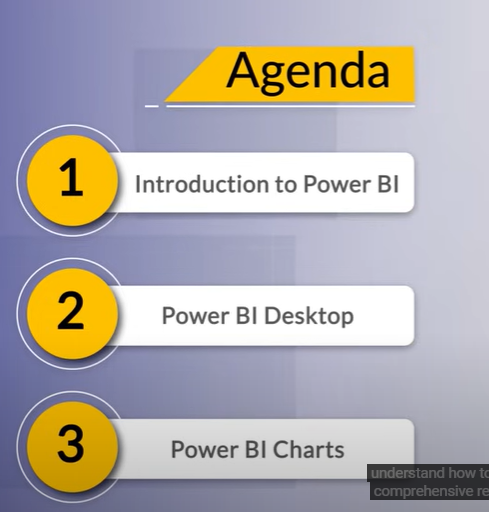 Agenda
1
Introduction to Power BI
2
Power BI Desktop
3
Power BI Charts
understand how to
comprehensive re